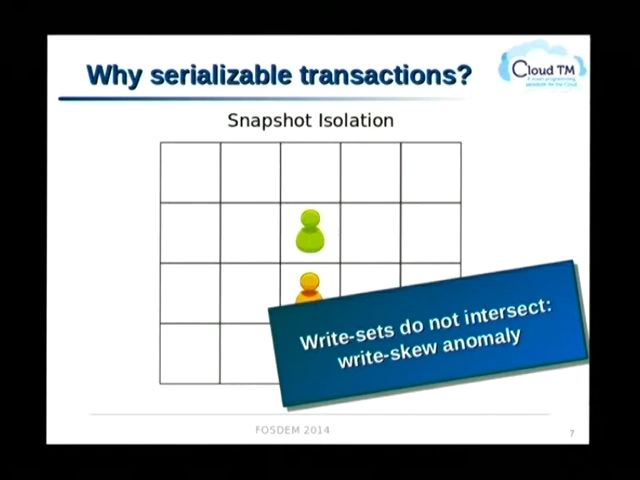 Why serializable transactions?
Cloud TM
Snapshot Isolation
Write-sets do not intersect:
write-skew anomaly
FOSDEM 2014
7